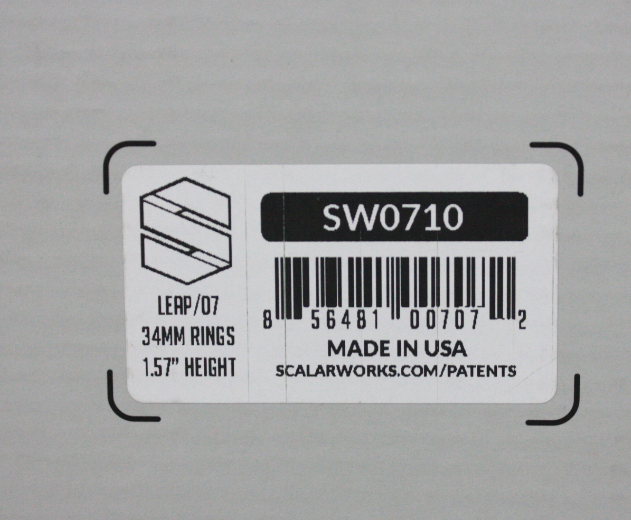 SW0710
LEAP/07
34MM RINGS
1.57" HEIGHT
8 56481 00707 2
MADE IN USA
SCALARWORKS.COM/PATENTS